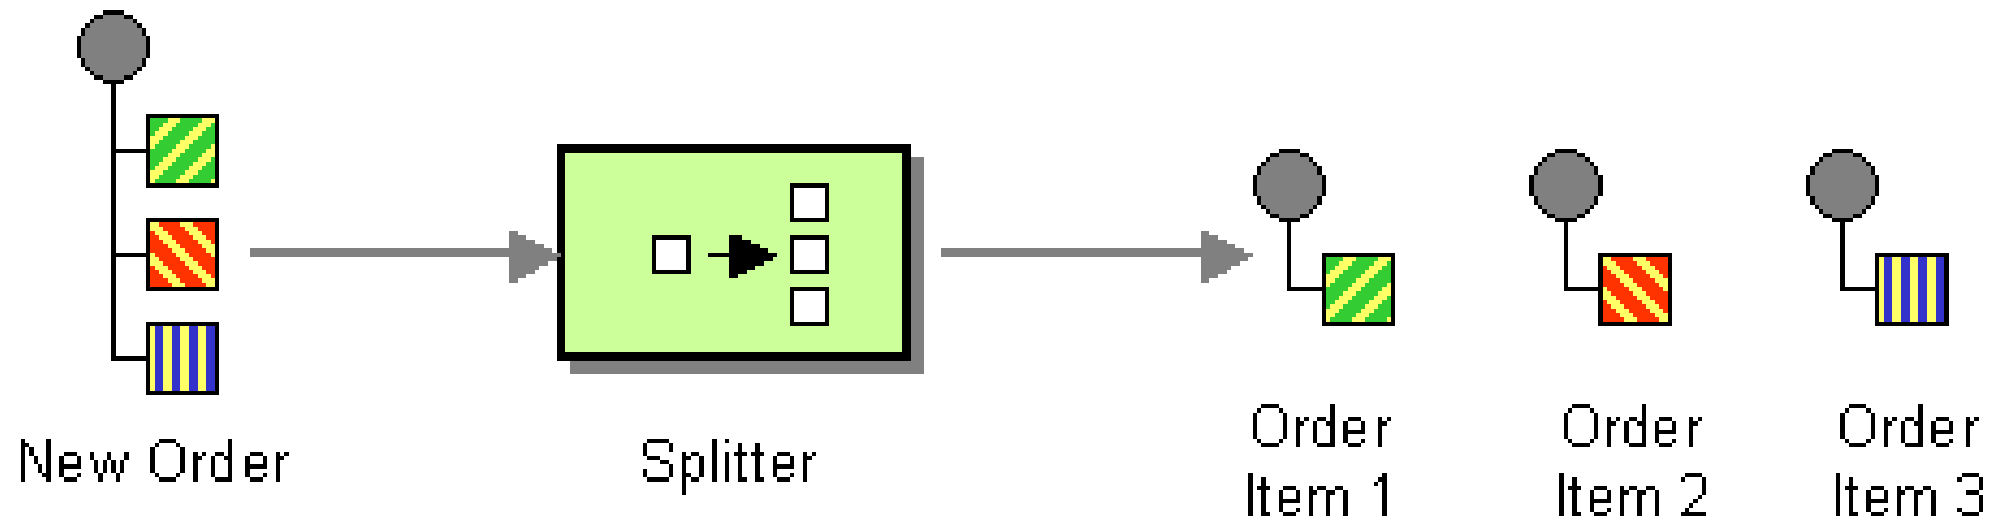 New Order
Splitter
Order
Item 1
Order
Item 2
Order
Item 3